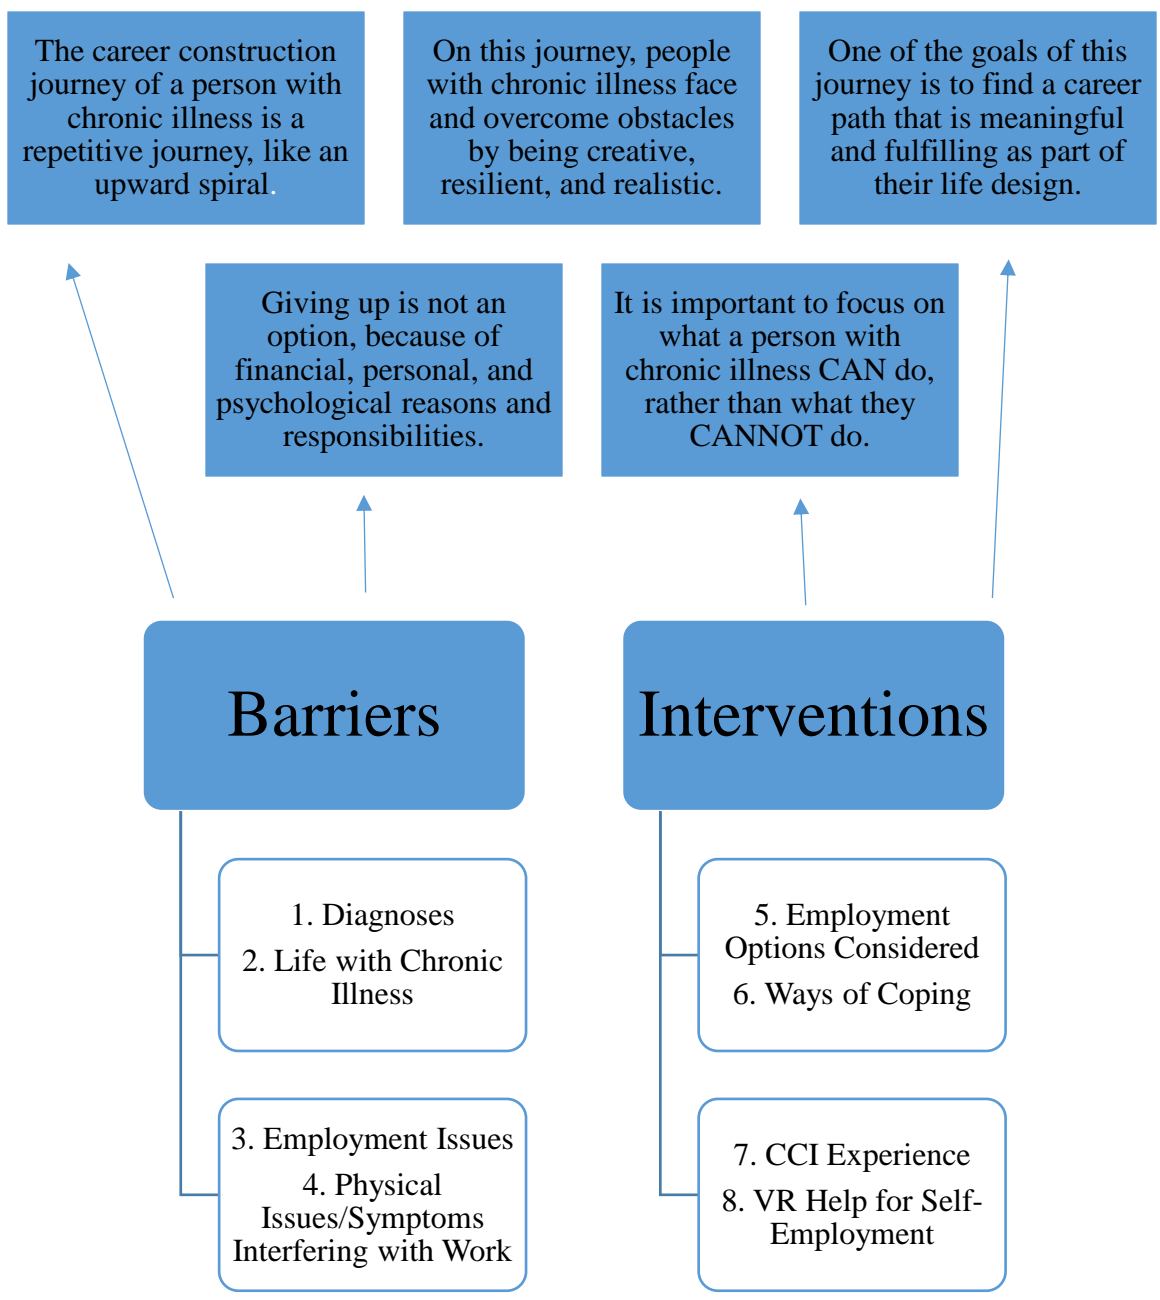 The career construction
journey of a person with
chronic illness is a
repetitive journey, like an
upward spiral.
On this journey, people
with chronic illness face
and overcome obstacles
by being creative,
resilient, and realistic.
One of the goals of this
journey is to find a career
path that is meaningful
and fulfilling as part of
their life design.
Giving up is not an
option, because of
financial, personal, and
psychological reasons and
responsibilities.
It is important to focus on
what a person with
chronic illness CAN do,
rather than what they
CANNOT do.
Barriers
Interventions
1. Diagnoses
2. Life with Chronic
Illness
3. Employment Issues
4. Physical
Issues/Symptoms
Interfering with Work
5. Employment
Options Considered
6. Ways of Coping
7. CCI Experience
8. VR Help for Self-
Employment